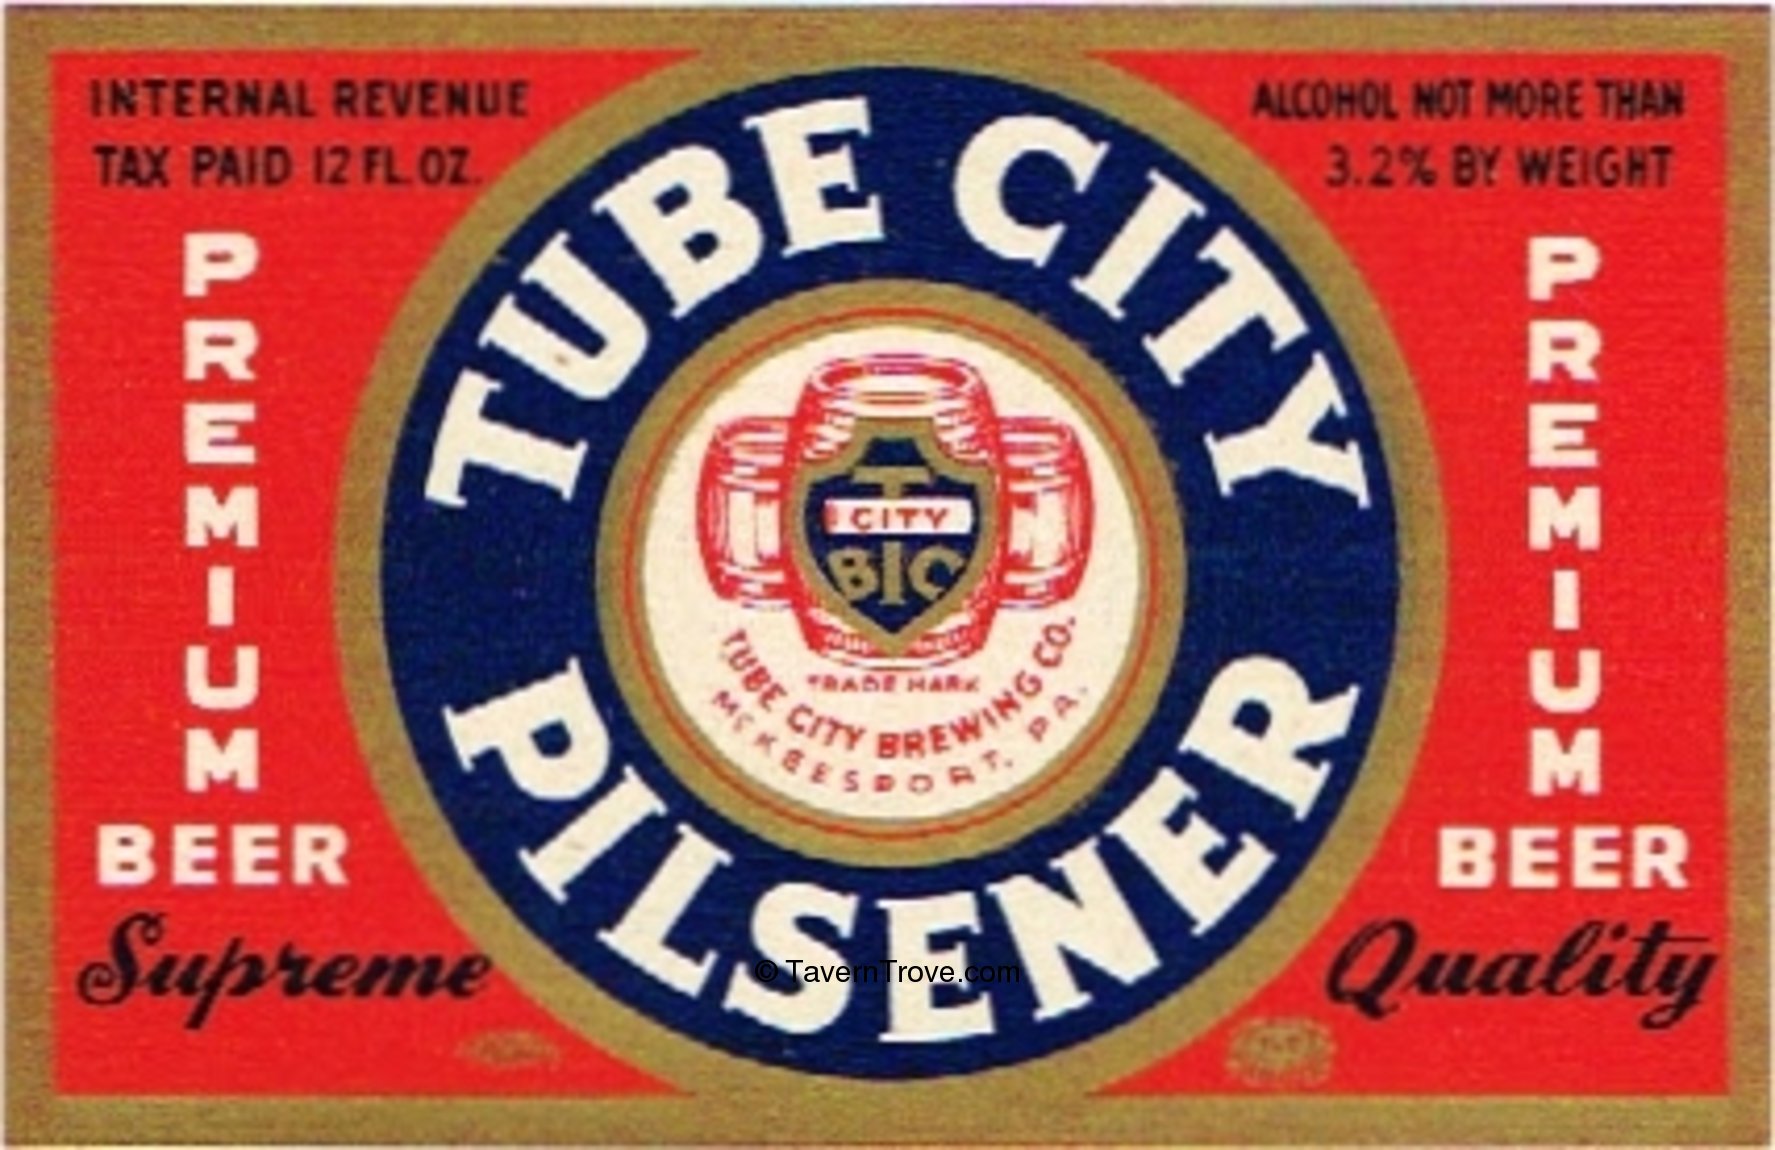 INTERNAL REVENUE
TAX PAID 12 FL. OZ.
ALCOHOL NOT MORE THAN
3.2% BY WEIGHT
TUBE CITY
PILSENER
PREMIUM
BEER
Supreme
PREMIUM
BEER
Quality
T
CITY
B C
TRADE MARK
TUBE CITY BREWING CO.
McKEESPORT, PA.
© TavernTrove.com